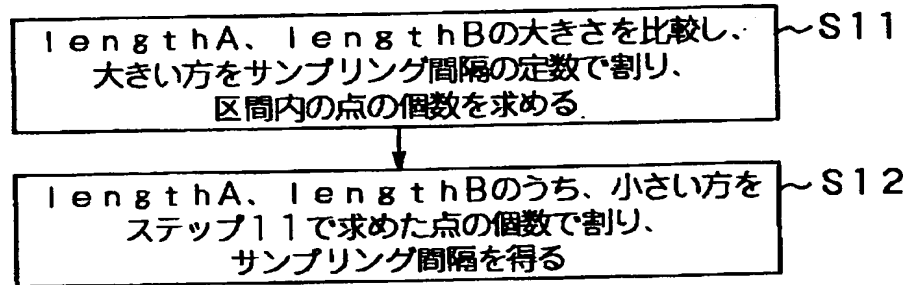 lengthA、lengthBの大きさを比較し、
大きい方をサンプリング間隔の定数で割り、
区間内の点の個数を求める
S11
lengthA、lengthBのうち、小さい方を
ステップ11で求めた点の個数で割り、
サンプリング間隔を得る
S12